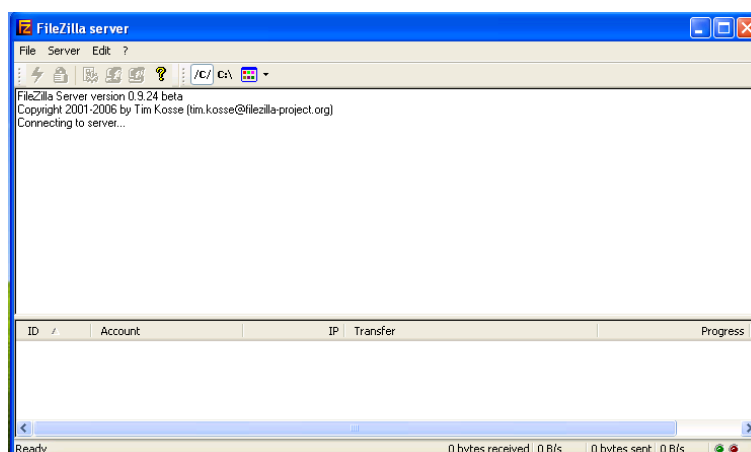 FileZilla server
File Server Edit ?
/C/ C:\
FileZilla Server version 0.9.24 beta
Copyright 2001-2006 by Tim Kosse (tim.kosse@filezilla-project.org)
Connecting to server...
ID / Account IP Transfer Progress
Ready 0 bytes received 0 B/s 0 bytes sent 0 B/s